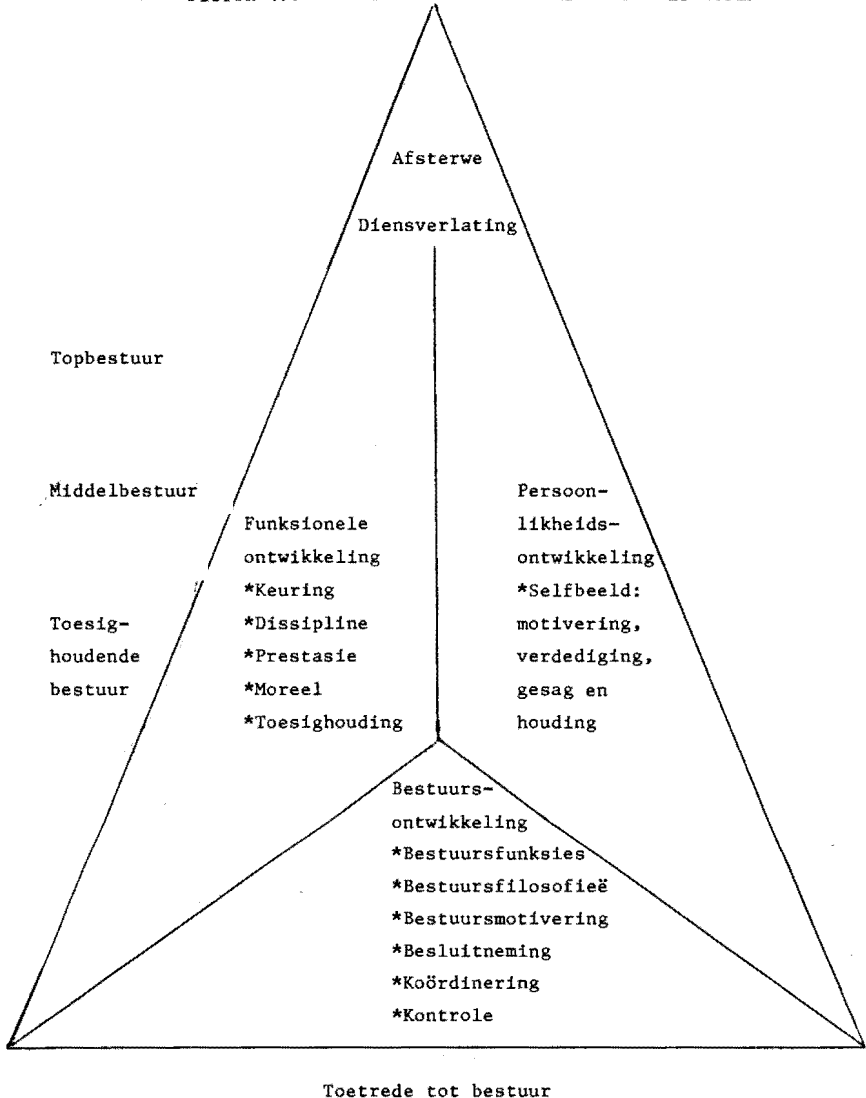 Afsterwe
Diensverlating
Topbestuur
Middelbestuur
Toesig-
houdende
bestuur
Funksionele
ontwikkeling
*Keuring
*Dissipline
*Prestasie
*Moreel
*Toesighouding
Persoon-
likheids-
ontwikkeling
*Selfbeeld:
motivering,
verdediging,
gesag en
houding
Bestuurs-
ontwikkeling
*Bestuursfunksies
*Bestuursfilosofieë
*Bestuursmotivering
*Besluitneming
*Koördinering
*Kontrole
Toetrede tot bestuur